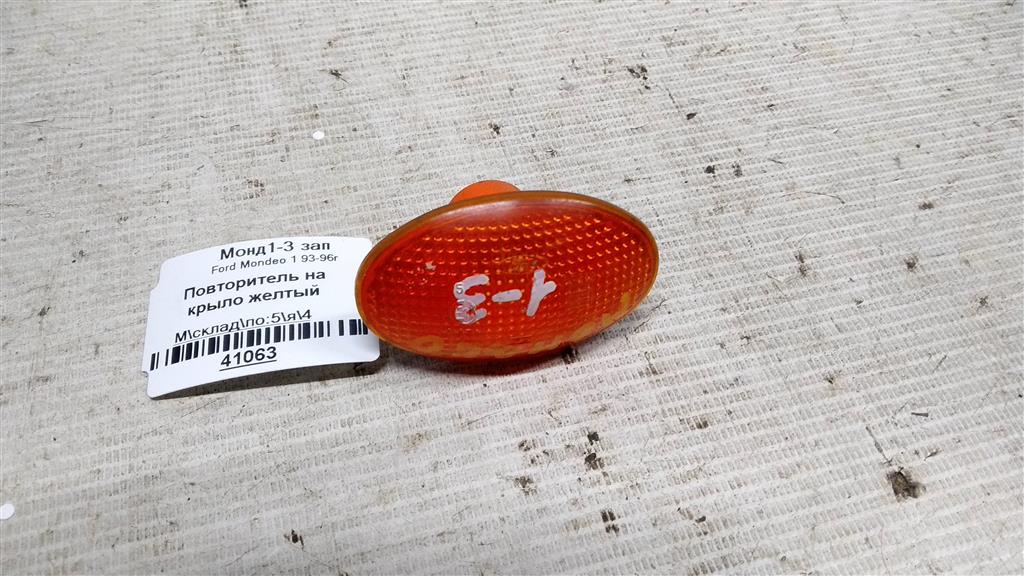 Монд1-3 зап
Ford Mondeo 1 93-96г
Повторитель на
крыло желтый
М\склад\по:5\я\4
41063
1-3